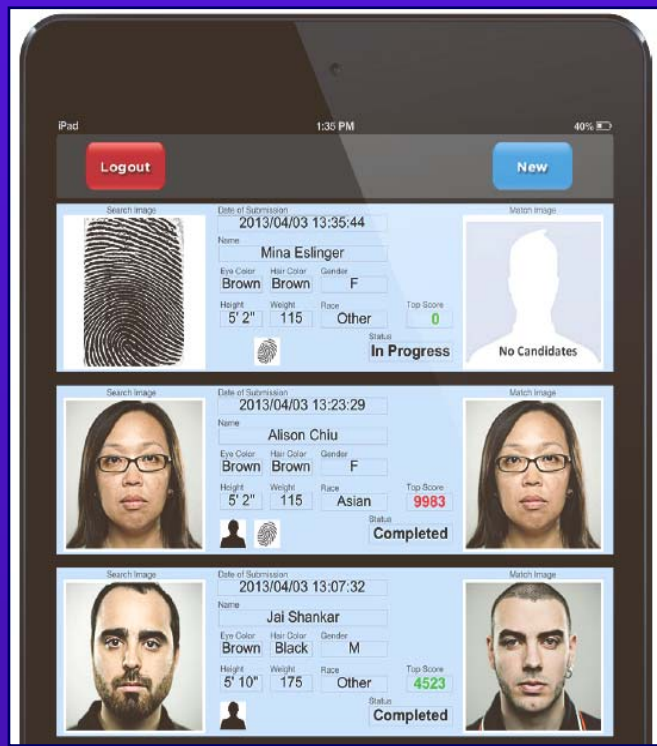 iPad 1:35 PM 40%
Logout New
Search Image Date of Submission Match Image
2013/04/03 13:35:44
Name
Mina Eslinger
Eye Color Hair Color Gender
Brown Brown F
Height Weight Race Top Score
5' 2" 115 Other 0
Status
In Progress No Candidates
Search Image Date of Submission Match Image
2013/04/03 13:23:29
Name
Alison Chiu
Eye Color Hair Color Gender
Brown Brown F
Height Weight Race Top Score
5' 2" 115 Asian 9983
Status
Completed
Search Image Date of Submission Match Image
2013/04/03 13:07:32
Name
Jai Shankar
Eye Color Hair Color Gender
Brown Black M
Height Weight Race Top Score
5' 10" 175 Other 4523
Status
Completed